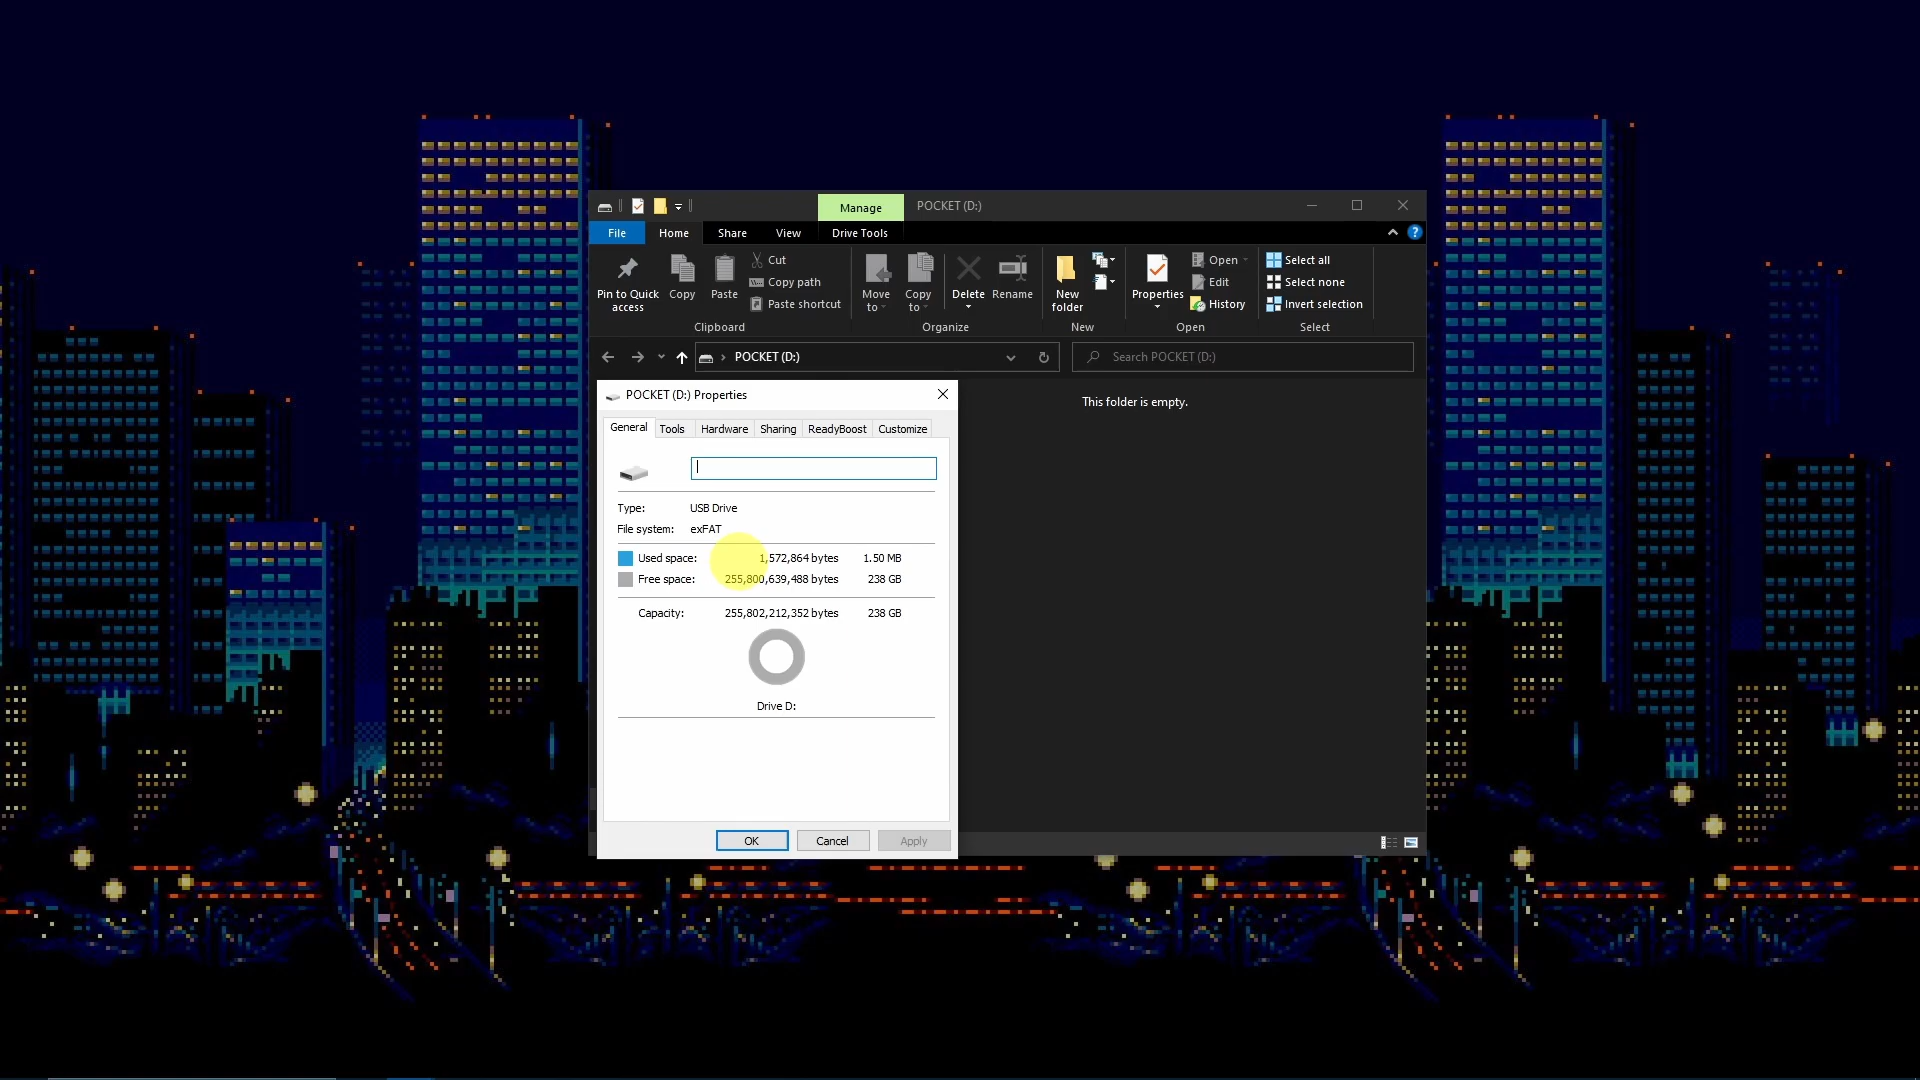 Manage
POCKET (D:)
File
Home
Share
View
Drive Tools
Pin to Quick access
Copy
Paste
Cut
Copy path
Paste shortcut
Clipboard
Move to
Copy to
Delete
Rename
Organize
New folder
New
Properties
Open
Edit
History
Open
Select all
Select none
Invert selection
Select
POCKET (D:)
Search POCKET (D:)
This folder is empty.
POCKET (D:) Properties
General
Tools
Hardware
Sharing
ReadyBoost
Customize
Type: USB Drive
File system: exFAT
Used space: 1,572,864 bytes 1.50 MB
Free space: 255,800,639,488 bytes 238 GB
Capacity: 255,802,212,352 bytes 238 GB
Drive D:
OK
Cancel
Apply